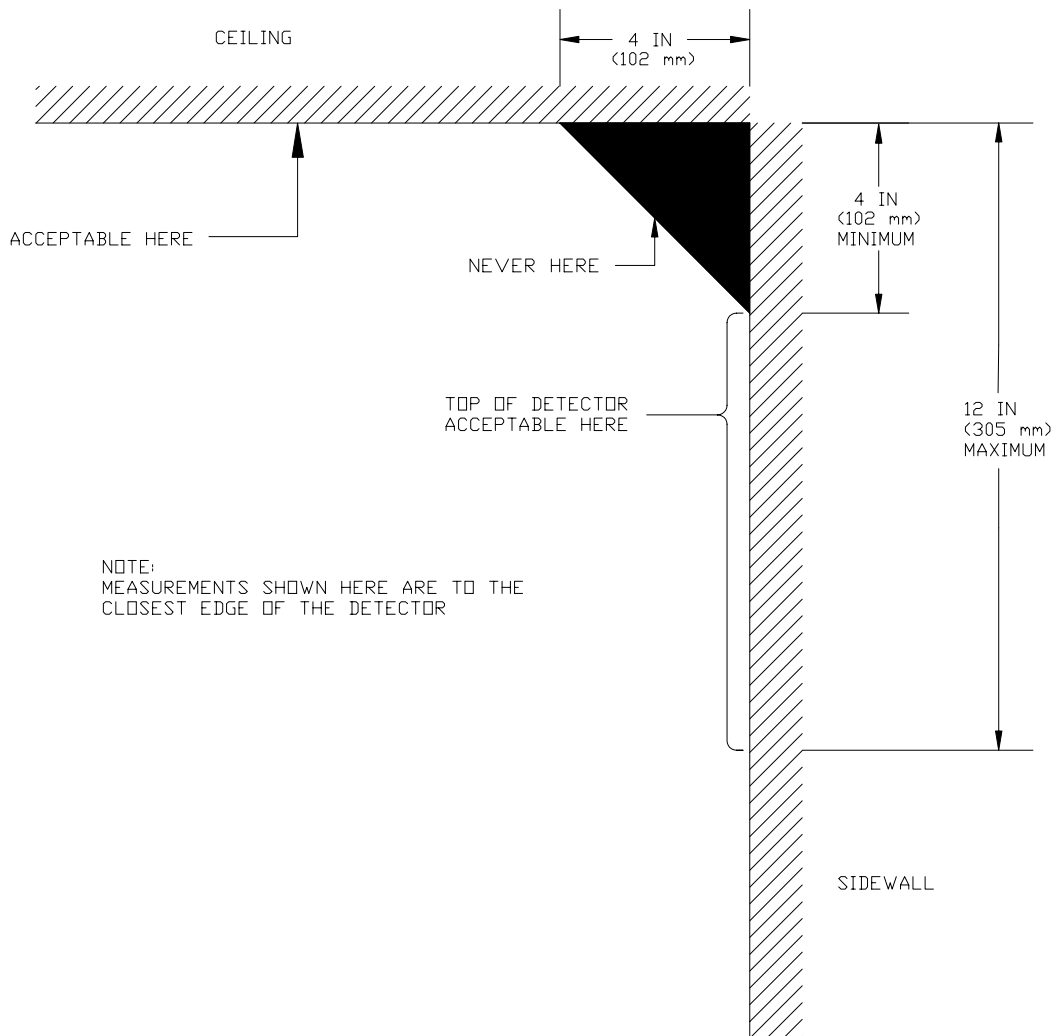 CEILING
4 IN
(102 mm)
ACCEPTABLE HERE
NEVER HERE
4 IN
(102 mm)
MINIMUM
TOP OF DETECTOR
ACCEPTABLE HERE
12 IN
(305 mm)
MAXIMUM
NOTE:
MEASUREMENTS SHOWN HERE ARE TO THE
CLOSEST EDGE OF THE DETECTOR
SIDEWALL